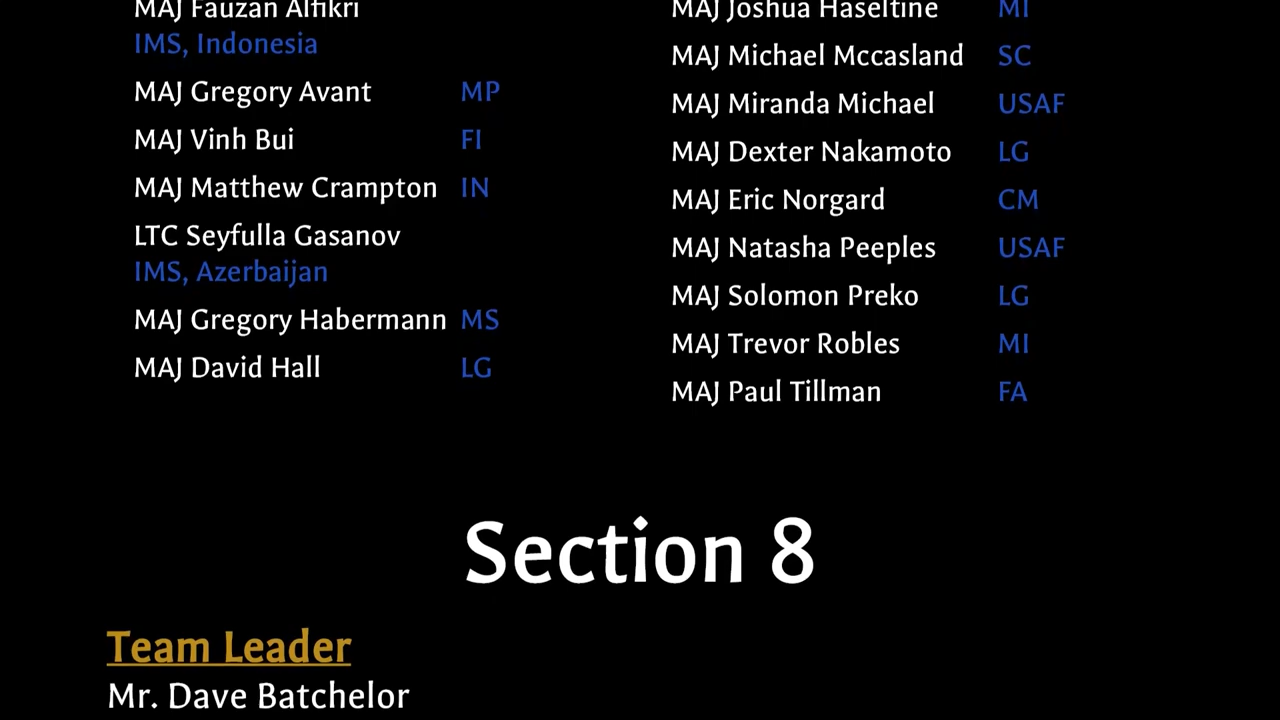 MAJ Fauzan Alfikri
IMS, Indonesia
MAJ Gregory Avant MP
MAJ Vinh Bui FI
MAJ Matthew Crampton IN
LTC Seyfulla Gasanov
IMS, Azerbaijan
MAJ Gregory Habermann MS
MAJ David Hall LG
MAJ Joshua Haseltine MI
MAJ Michael Mccasland SC
MAJ Miranda Michael USAF
MAJ Dexter Nakamoto LG
MAJ Eric Norgard CM
MAJ Natasha Peeples USAF
MAJ Solomon Preko LG
MAJ Trevor Robles MI
MAJ Paul Tillman FA
Section 8
Team Leader
Mr. Dave Batchelor